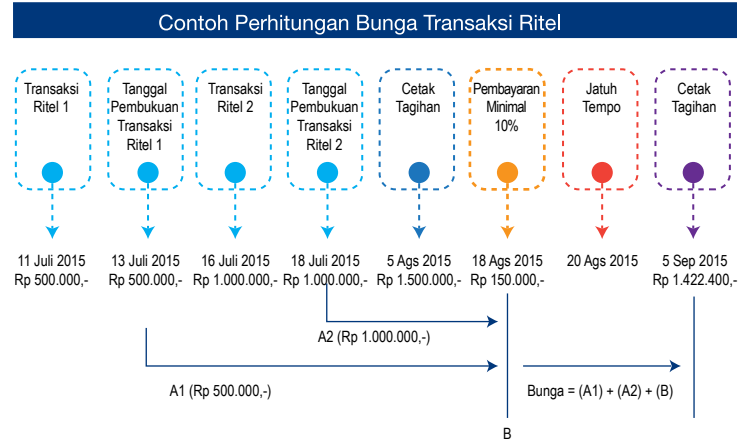 Contoh Perhitungan Bunga Transaksi Ritel
Transaksi
Ritel 1
Tanggal
Pembukuan
Transaksi
Ritel 1
Transaksi
Ritel 2
Tanggal
Pembukuan
Transaksi
Ritel 2
Cetak
Tagihan
Pembayaran
Minimal
10%
Jatuh
Tempo
Cetak
Tagihan
11 Juli 2015
Rp 500.000,-
13 Juli 2015
Rp 500.000,-
16 Juli 2015
Rp 1.000.000,-
18 Juli 2015
Rp 1.000.000,-
5 Ags 2015
Rp 1.500.000,-
18 Ags 2015
Rp 150.000,-
20 Ags 2015
5 Sep 2015
Rp 1.422.400,-
A2 (Rp 1.000.000,-)
A1 (Rp 500.000,-)
Bunga = (A1) + (A2) + (B)
B